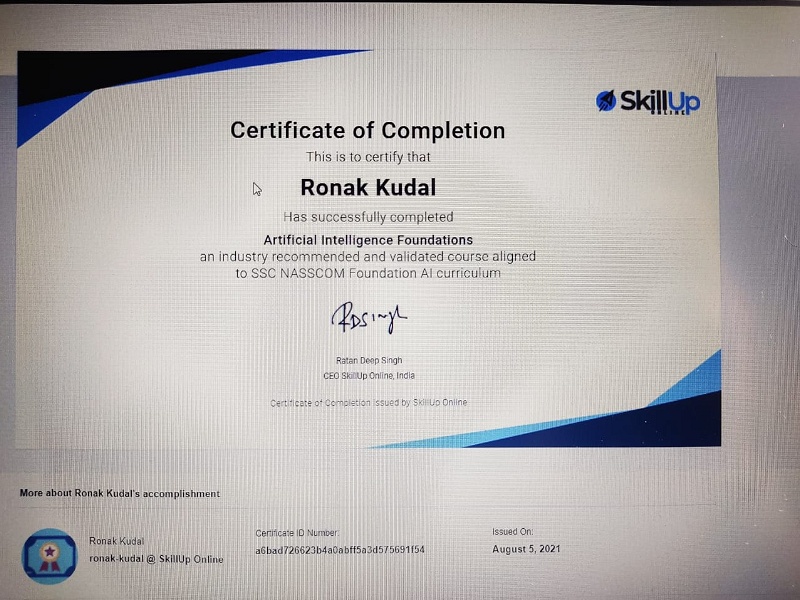 SkillUp
ONLINE
Certificate of Completion
This is to certify that
Ronak Kudal
Has successfully completed
Artificial Intelligence Foundations
an industry recommended and validated course aligned
to SSC NASSCOM Foundation AI curriculum
RDSingh
Ratan Deep Singh
CEO SkillUp Online, India
Certificate of Completion issued by SkillUp Online
More about Ronak Kudal's accomplishment
Ronak Kudal
ronak-kudal @ SkillUp Online
Certificate ID Number:
a6bad726623b4a0abff5a3d575691f54
Issued On:
August 5, 2021